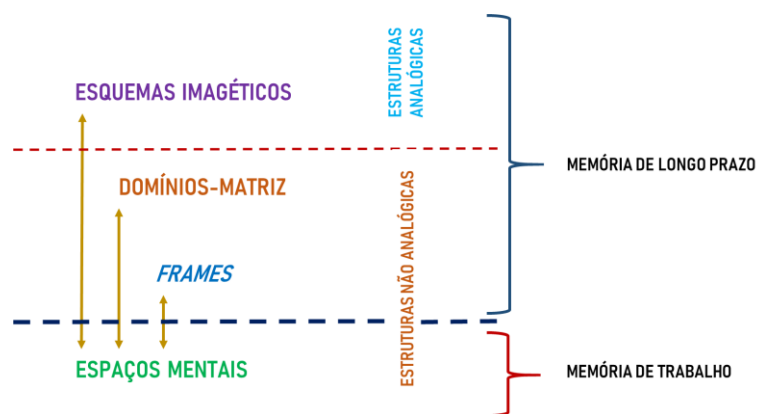 ESTRUTURAS
ANALÓGICAS
ESQUEMAS IMAGÉTICOS
MEMÓRIA DE LONGO PRAZO
DOMÍNIOS-MATRIZ
ESTRUTURAS NÃO ANALÓGICAS
FRAMES
ESPAÇOS MENTAIS
MEMÓRIA DE TRABALHO